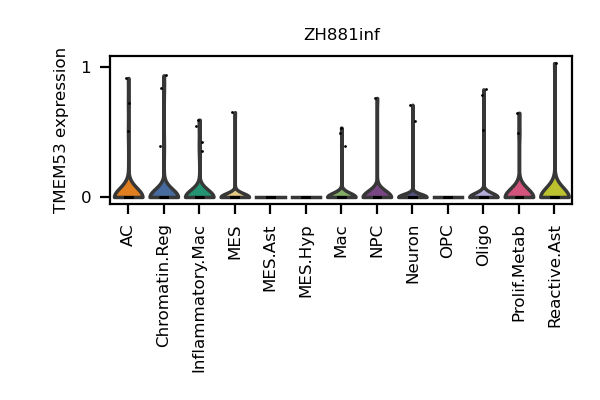 ZH881inf
TMEM53 expression
1
0
AC
Chromatin.Reg
Inflammatory.Mac
MES
MES.Ast
MES.Hyp
Mac
NPC
Neuron
OPC
Oligo
Prolif.Metab
Reactive.Ast